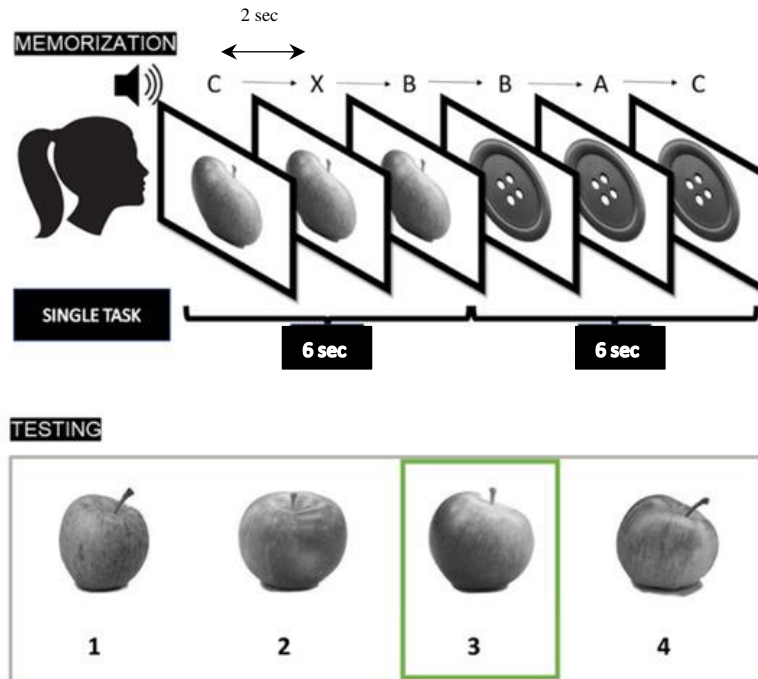 2 sec
MEMORIZATION
C X B B A C
SINGLE TASK
6 sec 6 sec
TESTING
1 2 3 4